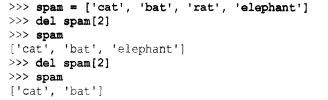 >>> spam = ['cat', 'bat', 'rat', 'elephant']
>>> del spam[2]
>>> spam
['cat', 'bat', 'elephant']
>>> del spam[2]
>>> spam
['cat', 'bat']